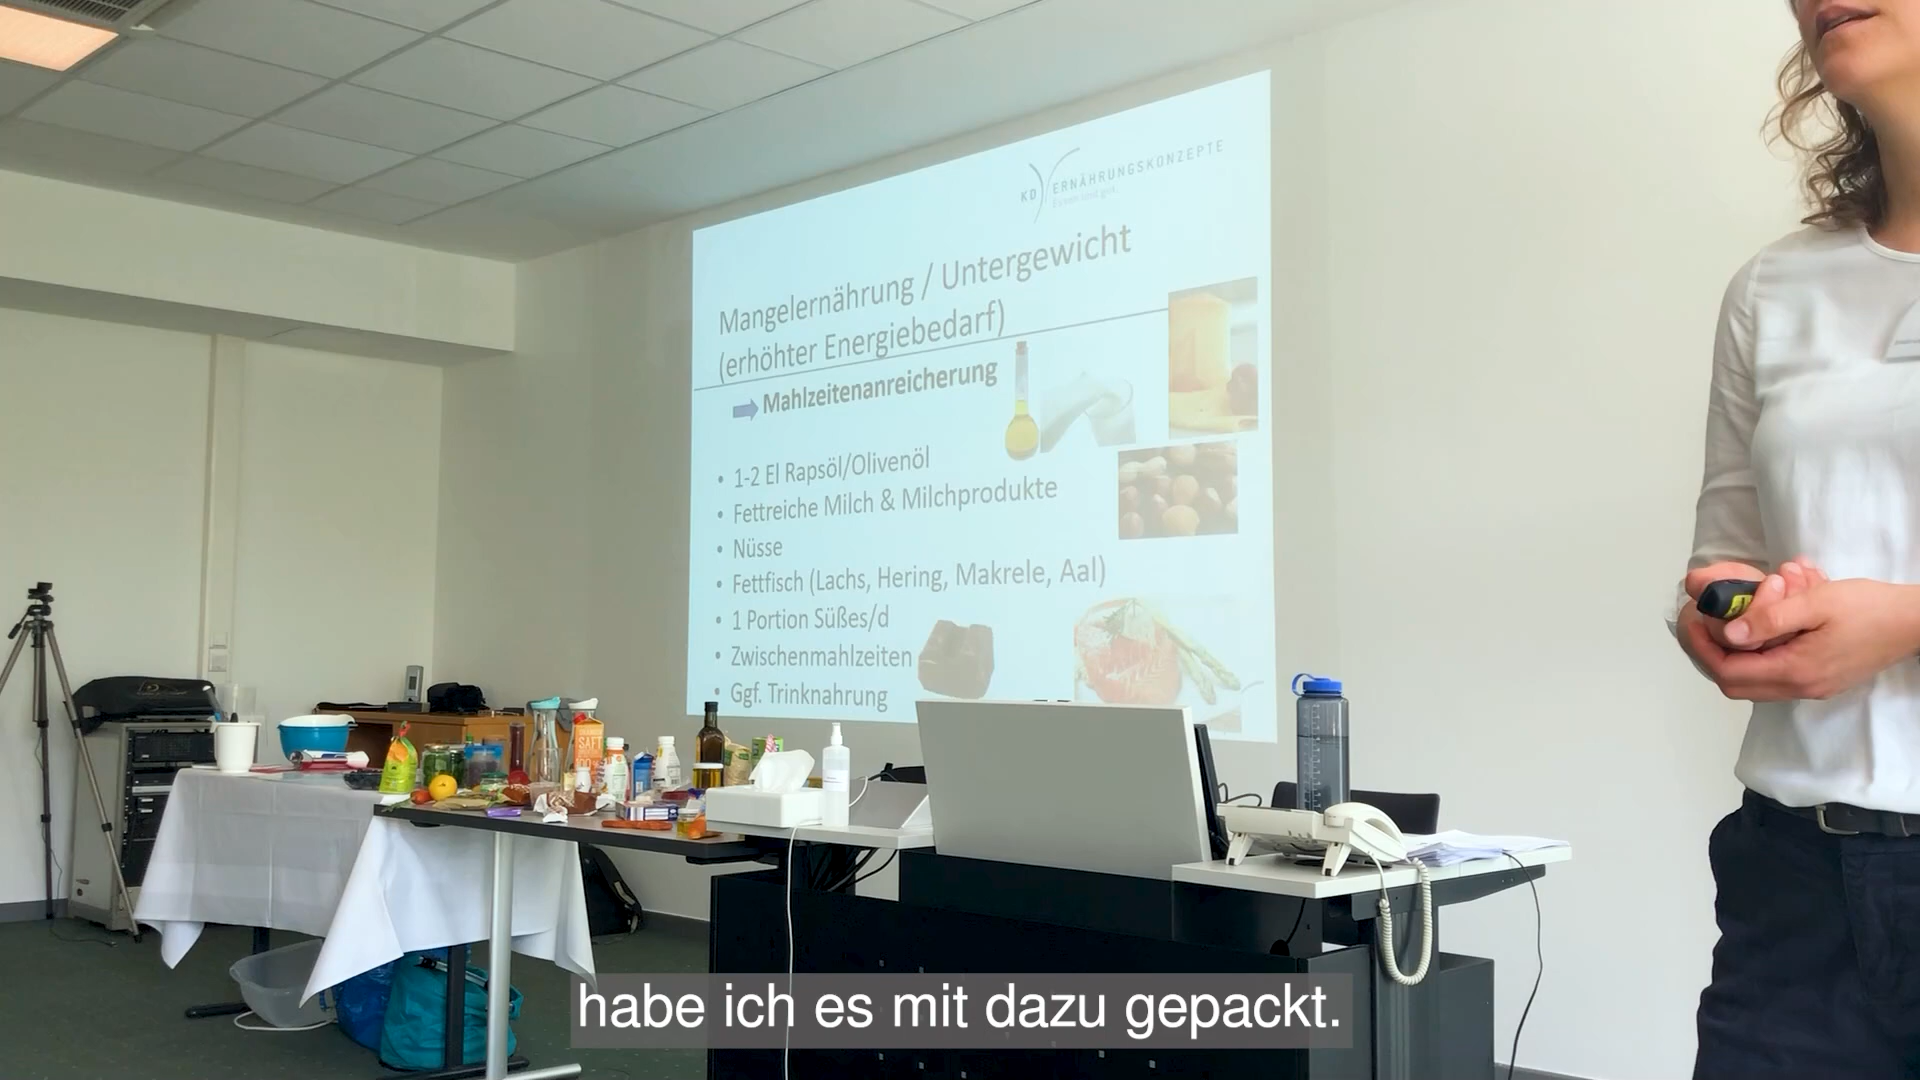 KD ERNÄHRUNGSKONZEPTE
Mangelernährung / Untergewicht
(erhöhter Energiebedarf)
Mahlzeitenanreicherung
• 1-2 El Rapsöl/Olivenöl
• Fettreiche Milch & Milchprodukte
• Nüsse
• Fettfisch (Lachs, Hering, Makrele, Aal)
• 1 Portion Süßes/d
• Zwischenmahlzeiten
• Ggf. Trinknahrung
SAFT
habe ich es mit dazu gepackt.